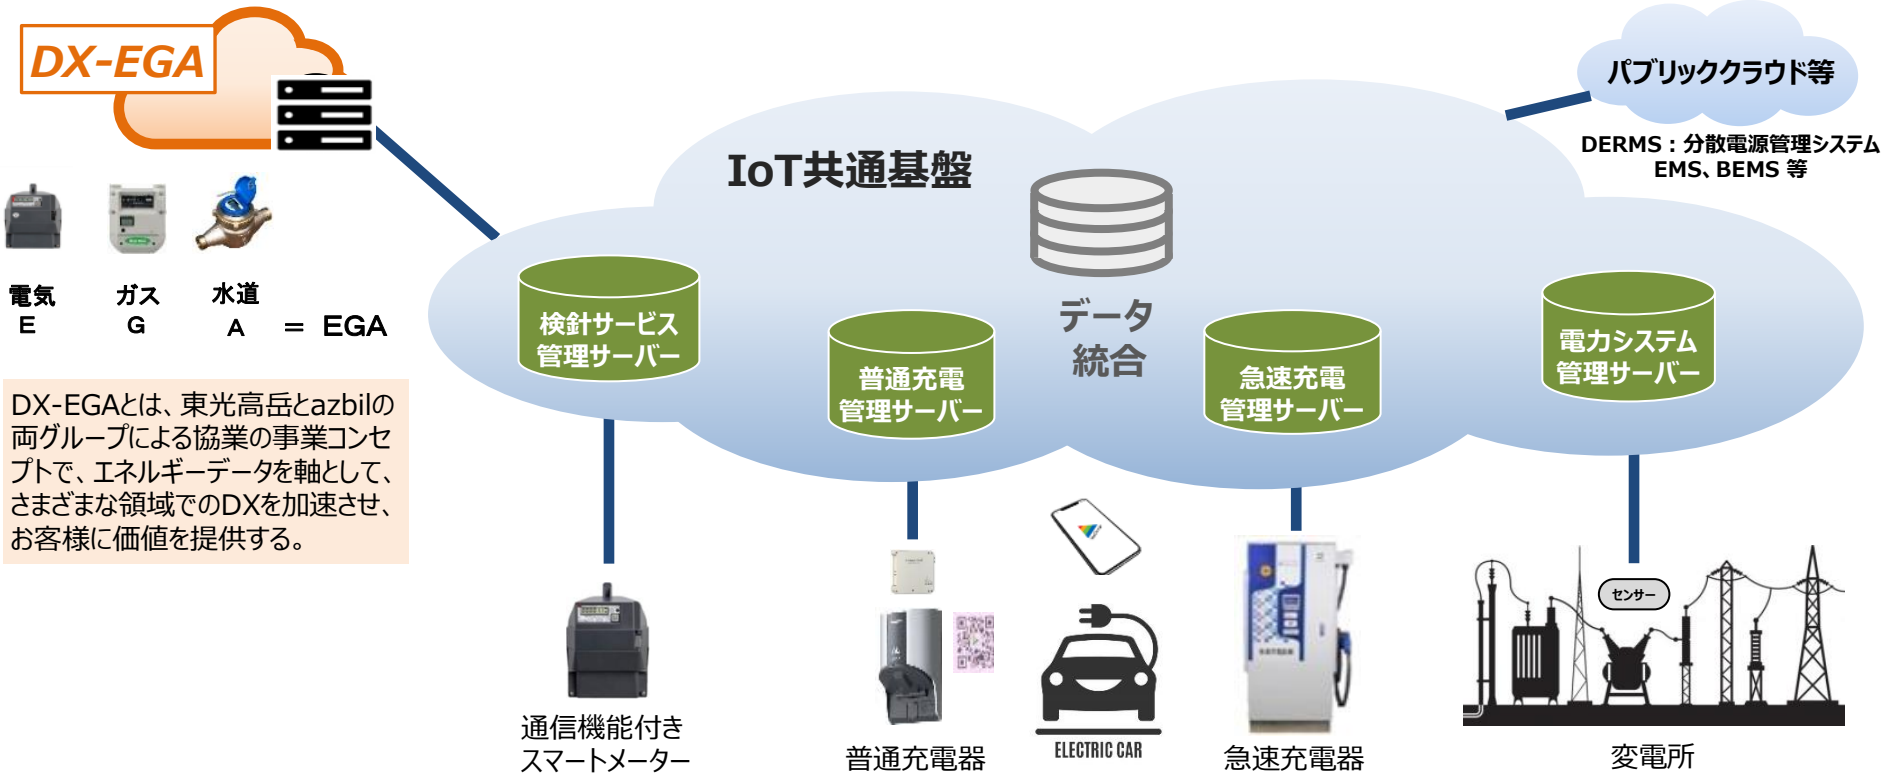 DX-EGA
パブリッククラウド等
DERMS：分散電源管理システム
EMS、BEMS 等
IoT共通基盤
データ
統合
電気
E
ガス
G
水道
A
= EGA
検針サービス
管理サーバー
普通充電
管理サーバー
急速充電
管理サーバー
電力システム
管理サーバー
DX-EGAとは、東光高岳とazbilの
両グループによる協業の事業コンセ
プトで、エネルギーデータを軸として、
さまざまな領域でのDXを加速させ、
お客様に価値を提供する。
センサー
通信機能付き
スマートメーター
普通充電器
ELECTRIC CAR
急速充電器
変電所